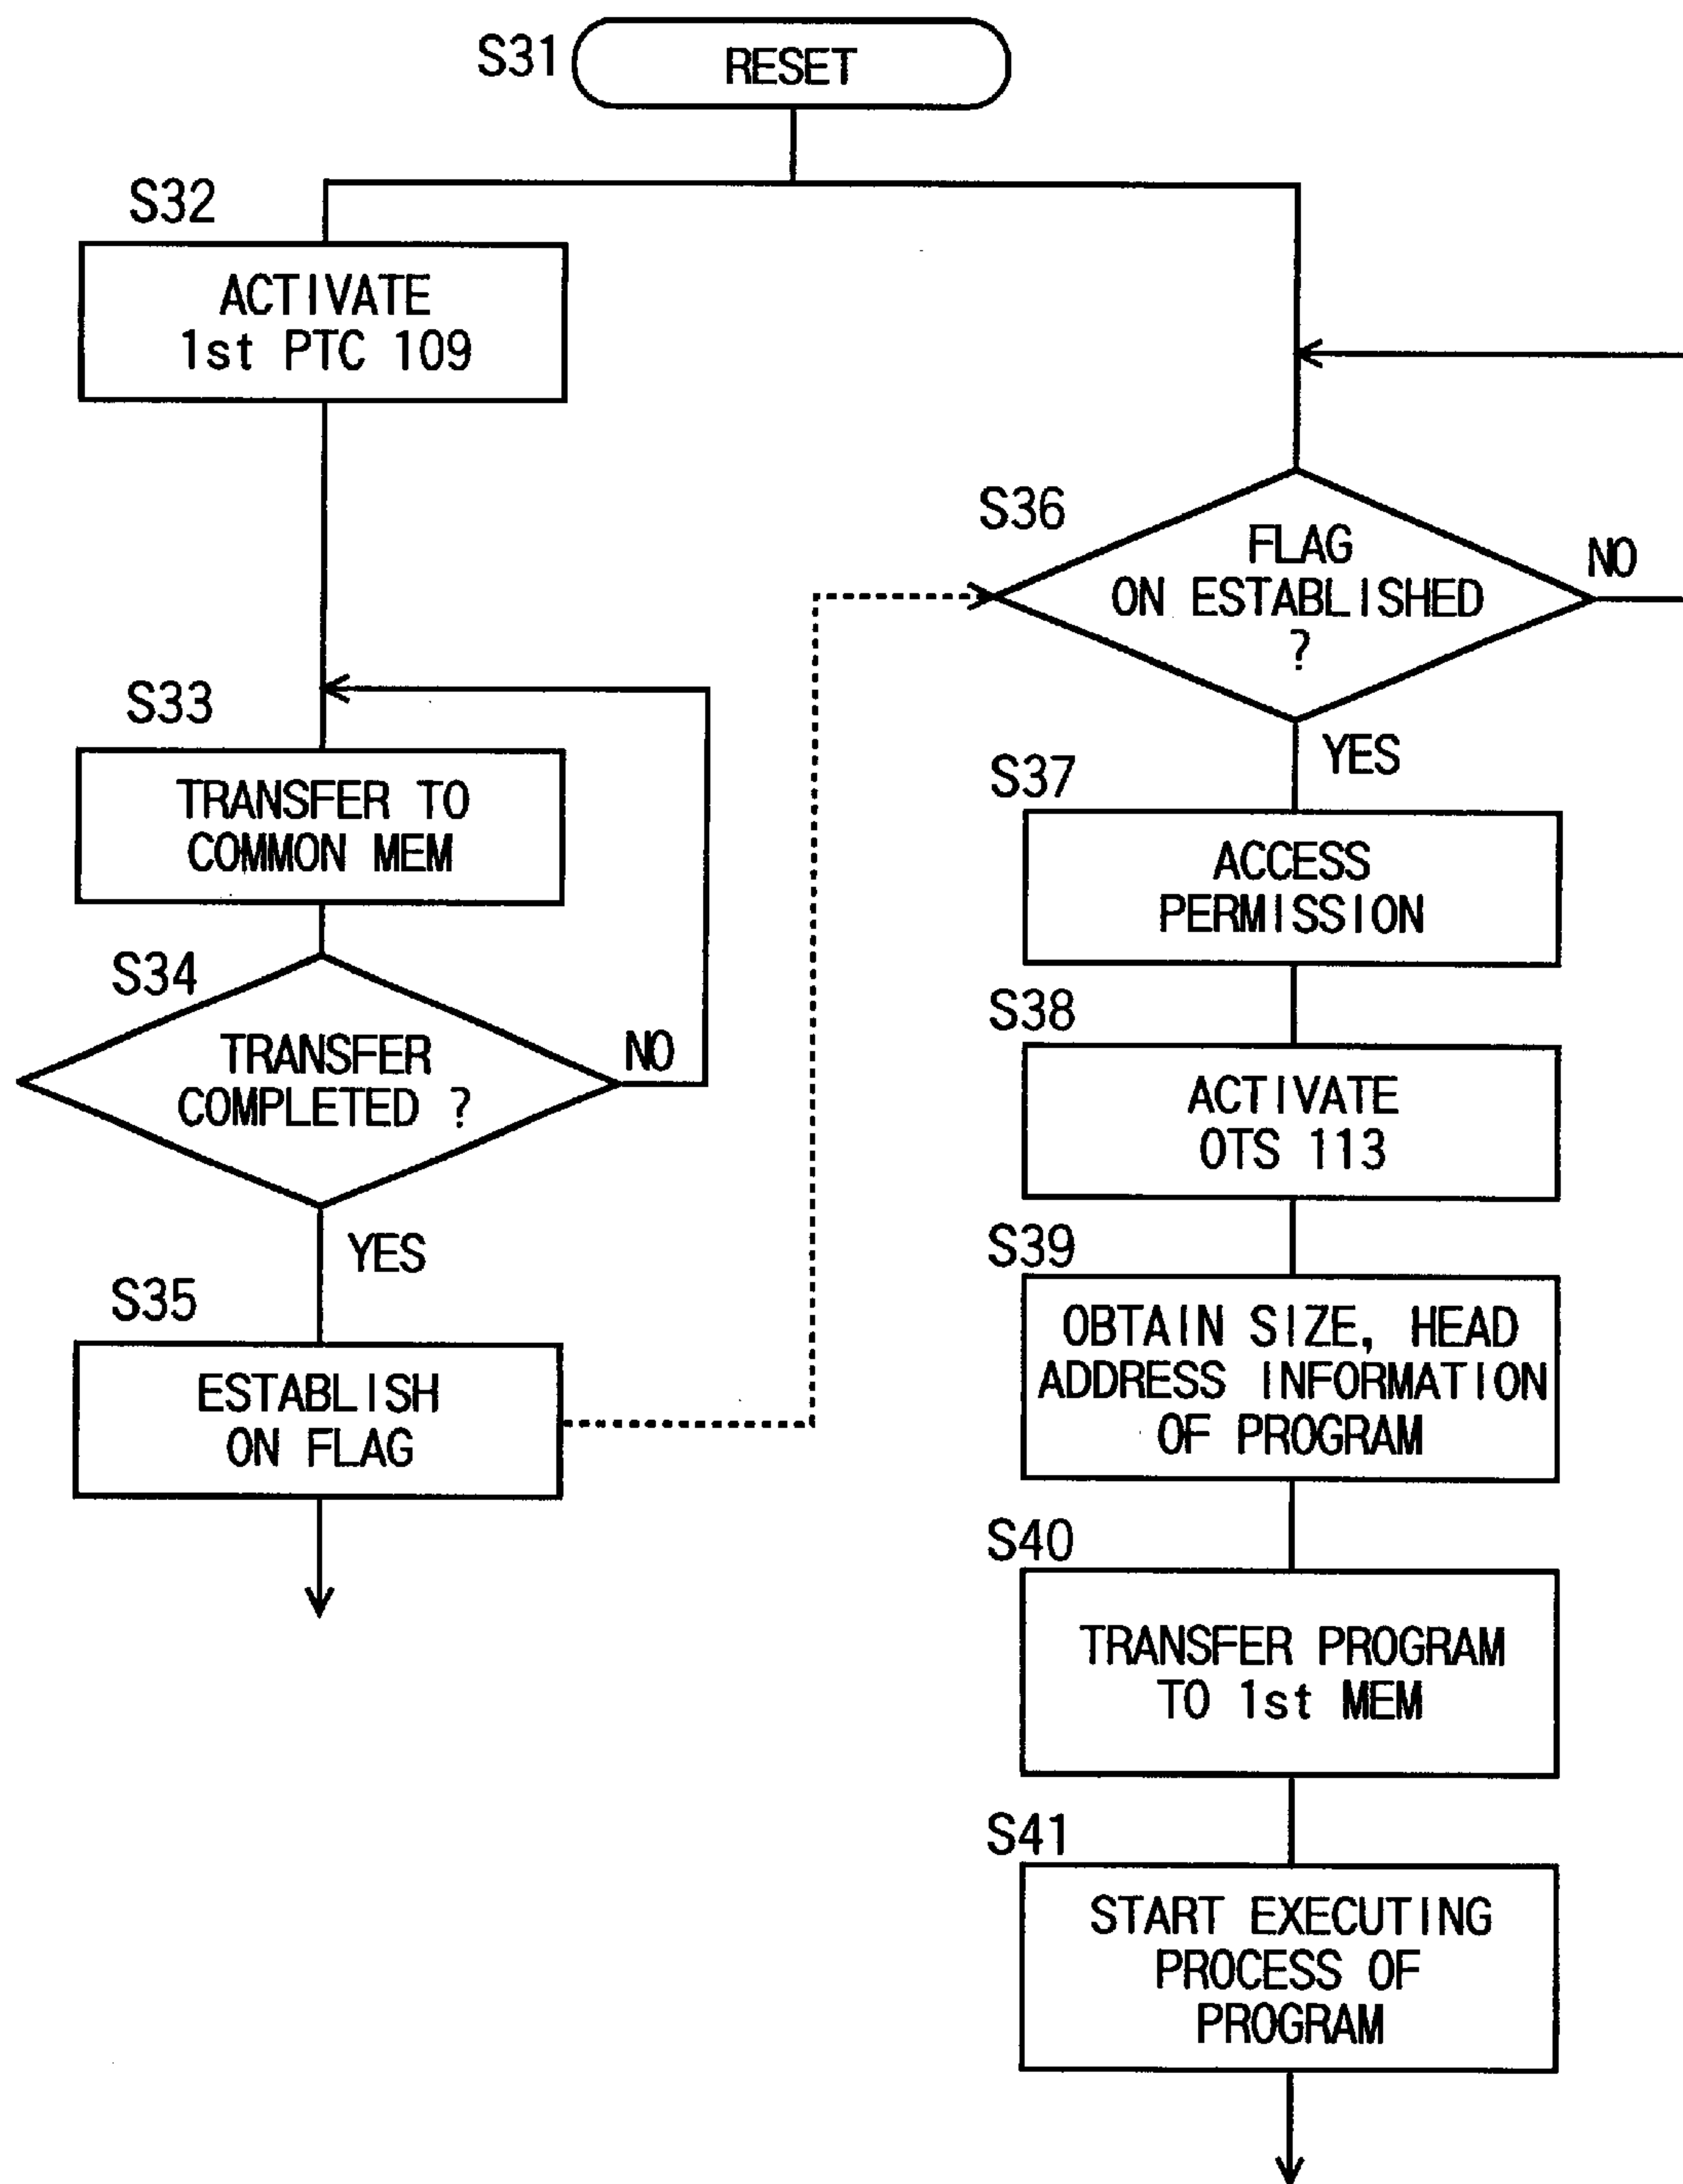 S31
RESET
S32
ACTIVATE
1st PTC 109
S33
TRANSFER TO
COMMON MEM
S34
TRANSFER
COMPLETED ?
NO
YES
S35
ESTABLISH
ON FLAG
S36
FLAG
ON ESTABLISHED
?
NO
YES
S37
ACCESS
PERMISSION
S38
ACTIVATE
OTS 113
S39
OBTAIN SIZE, HEAD
ADDRESS INFORMATION
OF PROGRAM
S40
TRANSFER PROGRAM
TO 1st MEM
S41
START EXECUTING
PROCESS OF
PROGRAM